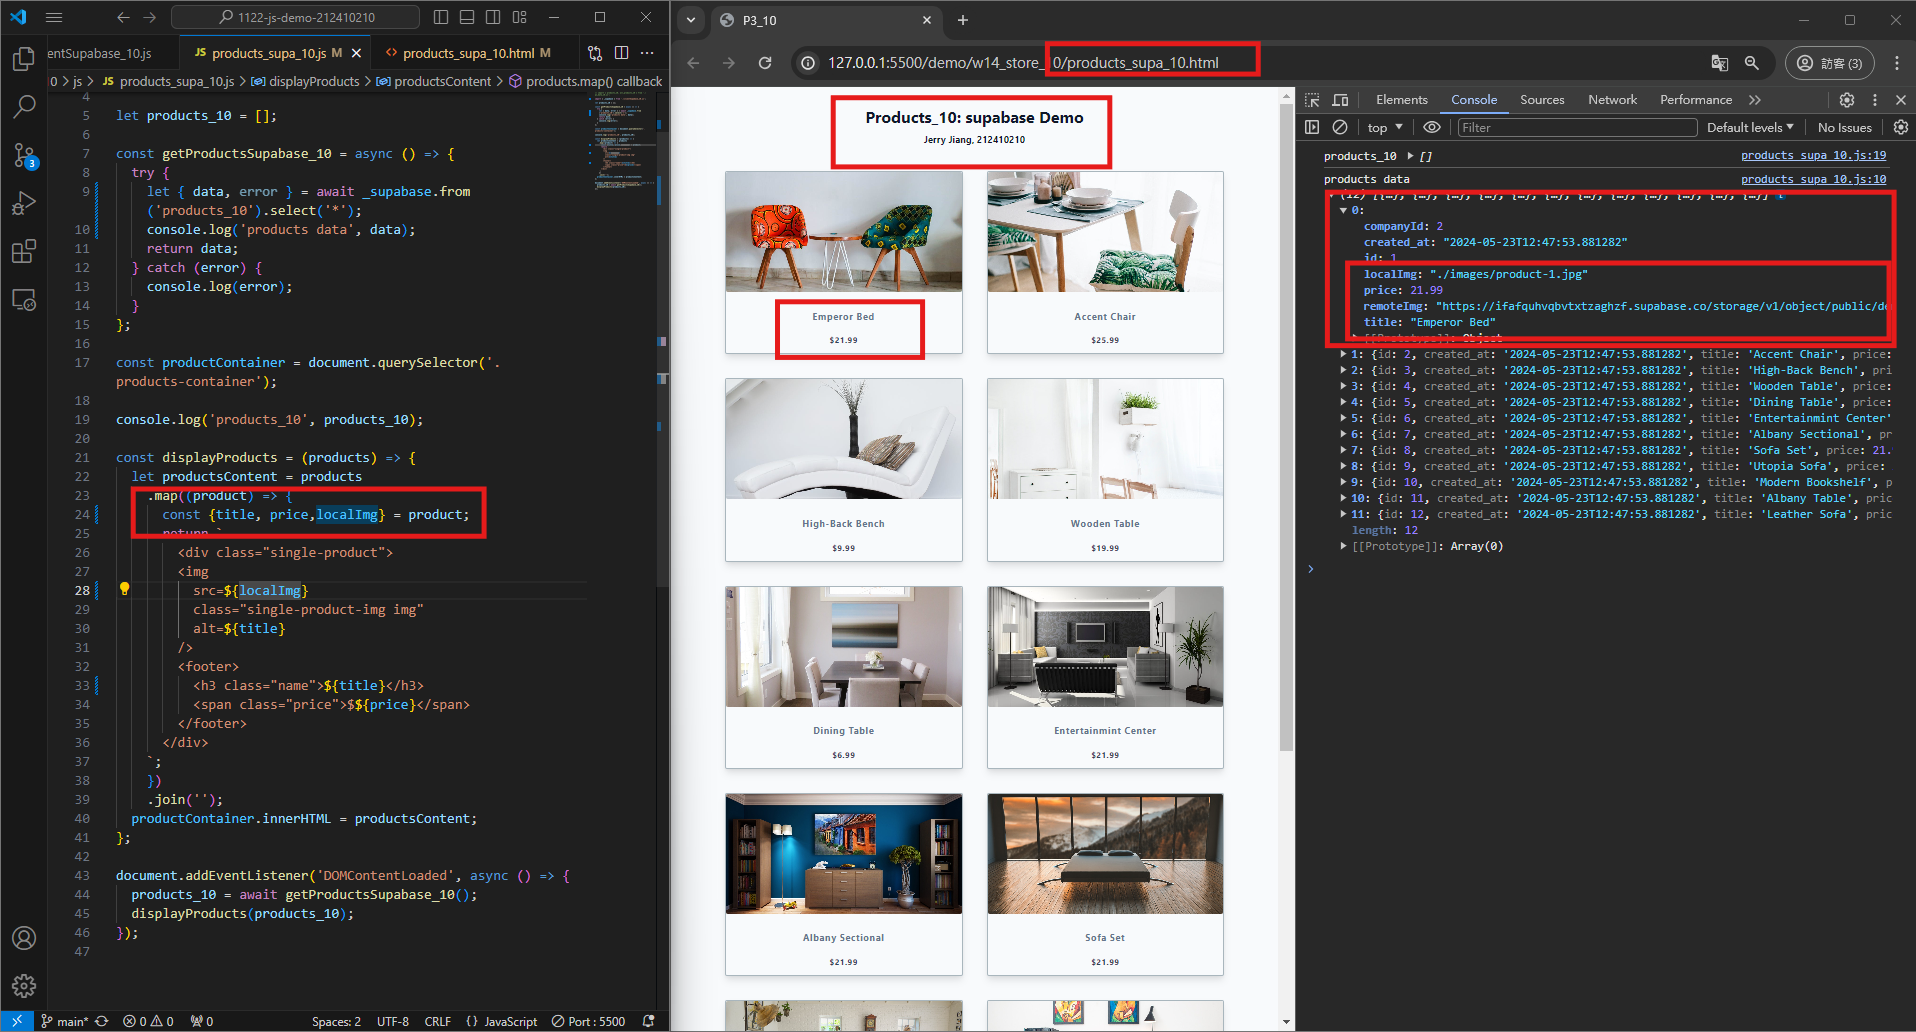 1122-js-demo-212410210
entSupabase_10.js
JS products_supa_10.js M
<> products_supa_10.html M
0 > js > JS products_supa_10.js > displayProducts > productsContent > products.map() callback
4
5 let products_10 = [];
6
7 const getProductsSupabase_10 = async () => {
8 try {
9 let { data, error } = await _supabase.from
('products_10').select('*');
10 console.log('products data', data);
11 return data;
12 } catch (error) {
13 console.log(error);
14 }
15 };
16
17 const productContainer = document.querySelector('.
products-container');
18
19 console.log('products_10', products_10);
20
21 const displayProducts = (products) => {
22 let productsContent = products
23 .map((product) => {
24 const {title, price,localImg} = product;
25 return `
26 <div class="single-product">
27 <img
28 src=${localImg}
29 class="single-product-img img"
30 alt=${title}
31 />
32 <footer>
33 <h3 class="name">${title}</h3>
34 <span class="price">$${price}</span>
35 </footer>
36 </div>
37 `;
38 })
39 .join('');
40 productContainer.innerHTML = productsContent;
41 };
42
43 document.addEventListener('DOMContentLoaded', async () => {
44 products_10 = await getProductsSupabase_10();
45 displayProducts(products_10);
46 });
47
3
main* 0 0 0 Spaces: 2 UTF-8 CRLF {} JavaScript Port : 5500
P3_10
127.0.0.1:5500/demo/w14_store_10/products_supa_10.html
訪客 (3)
Products_10: supabase Demo
Jerry Jiang, 212410210
Emperor Bed
$21.99
Accent Chair
$25.99
High-Back Bench
$9.99
Wooden Table
$19.99
Dining Table
$6.99
Entertainmint Center
$21.99
Albany Sectional
$21.99
Sofa Set
$21.99
Elements Console Sources Network Performance
top Filter Default levels No Issues
products_10 ▶ [] products_supa_10.js:19
products data products_supa_10.js:10
(12) [{…}, {…}, {…}, {…}, {…}, {…}, {…}, {…}, {…}, {…}, {…}, {…}]
▼ 0:
companyId: 2
created_at: "2024-05-23T12:47:53.881282"
id: 1
localImg: "./images/product-1.jpg"
price: 21.99
remoteImg: "https://ifafquhvqbvtxtzaghzf.supabase.co/storage/v1/object/public/de
title: "Emperor Bed"
▶ [[Prototype]]: Object
▶ 1: {id: 2, created_at: '2024-05-23T12:47:53.881282', title: 'Accent Chair', price:
▶ 2: {id: 3, created_at: '2024-05-23T12:47:53.881282', title: 'High-Back Bench', pri
▶ 3: {id: 4, created_at: '2024-05-23T12:47:53.881282', title: 'Wooden Table', price:
▶ 4: {id: 5, created_at: '2024-05-23T12:47:53.881282', title: 'Dining Table', price:
▶ 5: {id: 6, created_at: '2024-05-23T12:47:53.881282', title: 'Entertainmint Center'
▶ 6: {id: 7, created_at: '2024-05-23T12:47:53.881282', title: 'Albany Sectional', pr
▶ 7: {id: 8, created_at: '2024-05-23T12:47:53.881282', title: 'Sofa Set', price: 21.
▶ 8: {id: 9, created_at: '2024-05-23T12:47:53.881282', title: 'Utopia Sofa', price:
▶ 9: {id: 10, created_at: '2024-05-23T12:47:53.881282', title: 'Modern Bookshelf', p
▶ 10: {id: 11, created_at: '2024-05-23T12:47:53.881282', title: 'Albany Table', pric
▶ 11: {id: 12, created_at: '2024-05-23T12:47:53.881282', title: 'Leather Sofa', pric
length: 12
▶ [[Prototype]]: Array(0)